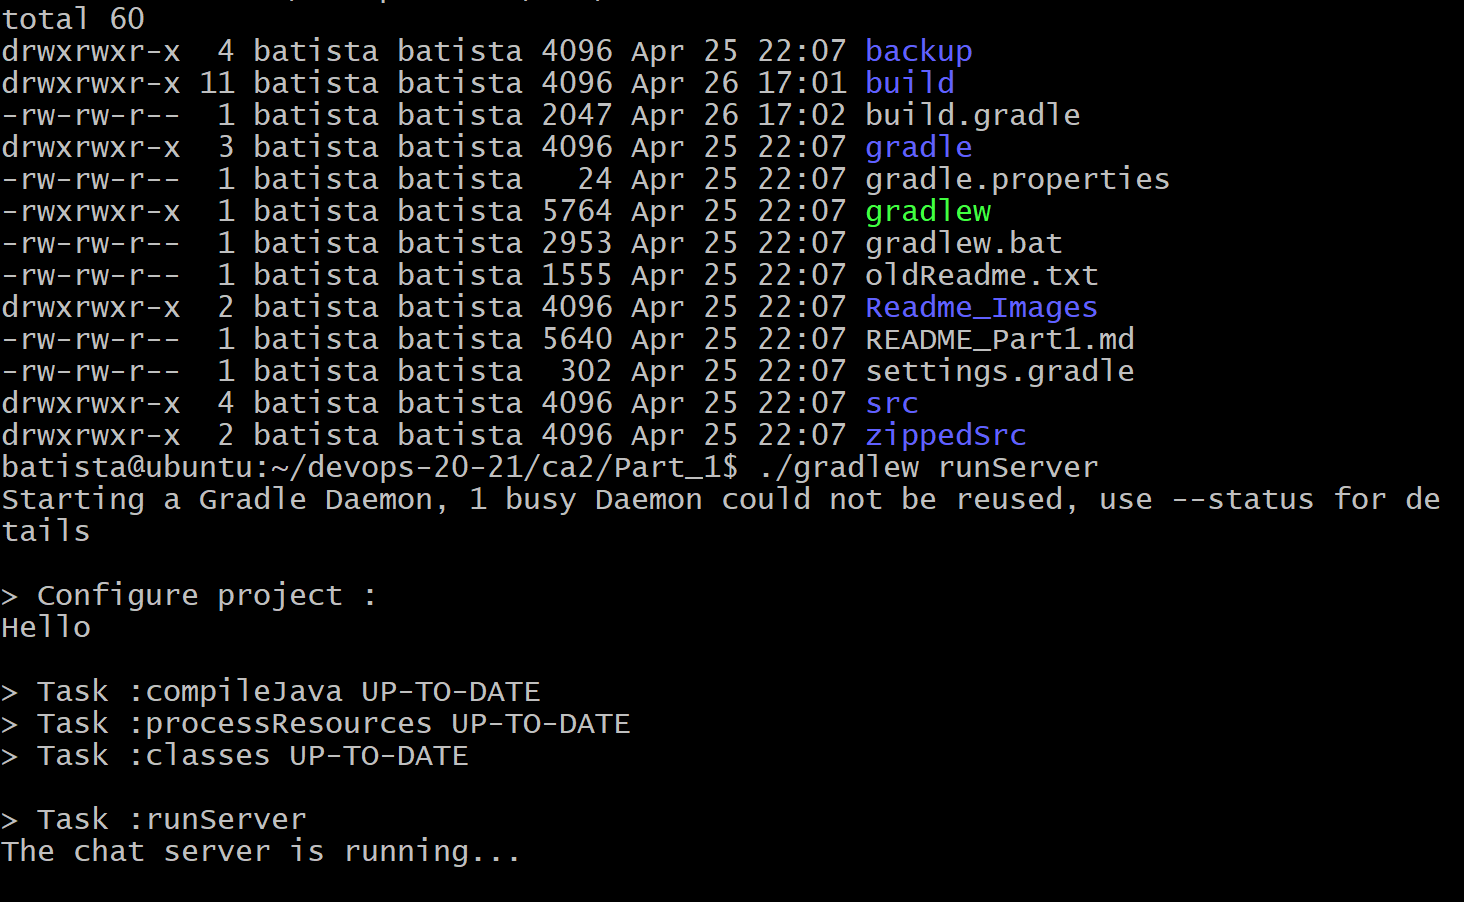 total 60
drwxrwxr-x  4 batista batista 4096 Apr 25 22:07 backup
drwxrwxr-x 11 batista batista 4096 Apr 26 17:01 build
-rw-rw-r--  1 batista batista 2047 Apr 26 17:02 build.gradle
drwxrwxr-x  3 batista batista 4096 Apr 25 22:07 gradle
-rw-rw-r--  1 batista batista   24 Apr 25 22:07 gradle.properties
-rwxrwxr-x  1 batista batista 5764 Apr 25 22:07 gradlew
-rw-rw-r--  1 batista batista 2953 Apr 25 22:07 gradlew.bat
-rw-rw-r--  1 batista batista 1555 Apr 25 22:07 oldReadme.txt
drwxrwxr-x  2 batista batista 4096 Apr 25 22:07 Readme_Images
-rw-rw-r--  1 batista batista 5640 Apr 25 22:07 README_Part1.md
-rw-rw-r--  1 batista batista  302 Apr 25 22:07 settings.gradle
drwxrwxr-x  4 batista batista 4096 Apr 25 22:07 src
drwxrwxr-x  2 batista batista 4096 Apr 25 22:07 zippedSrc
batista@ubuntu:~/devops-20-21/ca2/Part_1$ ./gradlew runServer
Starting a Gradle Daemon, 1 busy Daemon could not be reused, use --status for de
tails
> Configure project :
Hello
> Task :compileJava UP-TO-DATE
> Task :processResources UP-TO-DATE
> Task :classes UP-TO-DATE
> Task :runServer
The chat server is running...